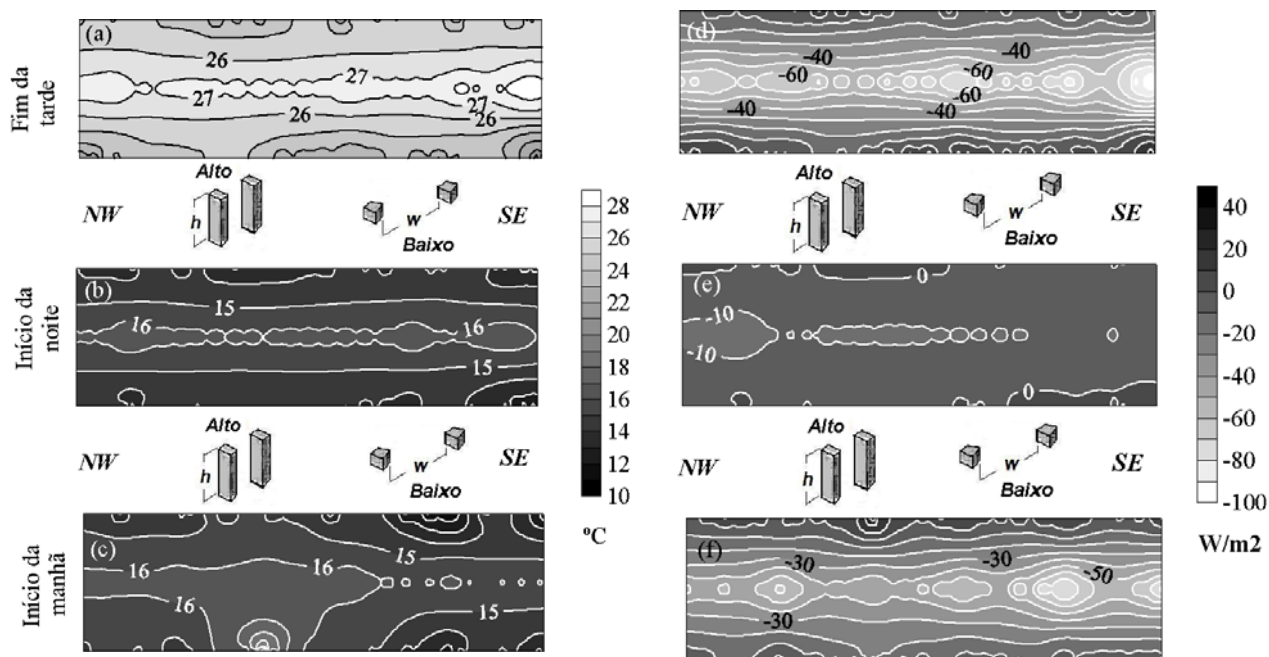 Fim da
tarde
(a)
26
27
27
27
26
26
(d)
-40
-40
-60
-60
-60
-40
-40
NW
Alto
h
w
Baixo
SE
NW
Alto
h
w
Baixo
SE
28
26
24
22
20
18
16
14
12
10
ºC
40
20
0
-20
-40
-60
-80
-100
W/m2
Início da
noite
(b)
15
16
16
15
(e)
0
-10
-10
0
NW
Alto
h
w
Baixo
SE
NW
Alto
h
w
Baixo
SE
Início da
manhã
(c)
15
16
16
16
15
(f)
-30
-30
-50
-30